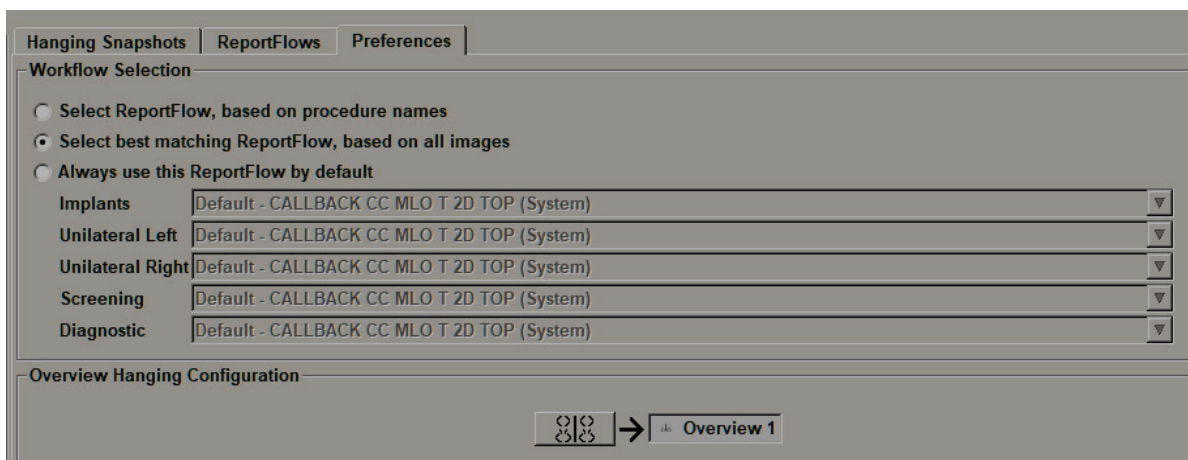 Hanging Snapshots ReportFlows Preferences
Workflow Selection
Select ReportFlow, based on procedure names
Select best matching ReportFlow, based on all images
Always use this ReportFlow by default
Implants Default - CALLBACK CC MLO T 2D TOP (System)
Unilateral Left Default - CALLBACK CC MLO T 2D TOP (System)
Unilateral Right Default - CALLBACK CC MLO T 2D TOP (System)
Screening Default - CALLBACK CC MLO T 2D TOP (System)
Diagnostic Default - CALLBACK CC MLO T 2D TOP (System)
Overview Hanging Configuration
Overview 1